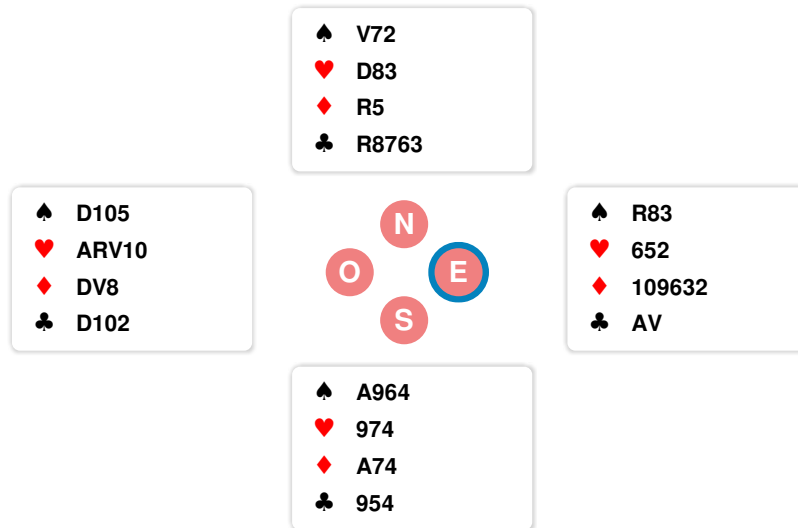 ♠ V72
♥ D83
♦ R5
♣ R8763
♠ D105
♥ ARV10
♦ DV8
♣ D102
N
O E
S
♠ R83
♥ 652
♦ 109632
♣ AV
♠ A964
♥ 974
♦ A74
♣ 954